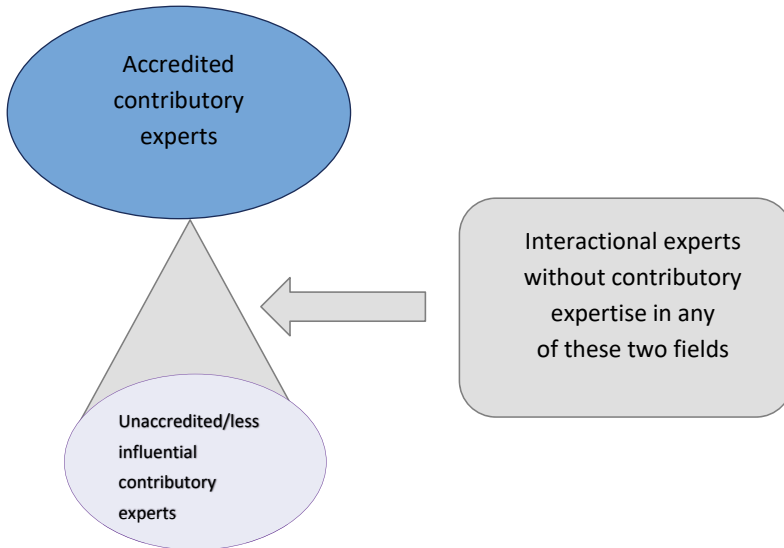 Accredited
contributory
experts
Interactional experts
without contributory
expertise in any
of these two fields
Unaccredited/less
influential
contributory
experts